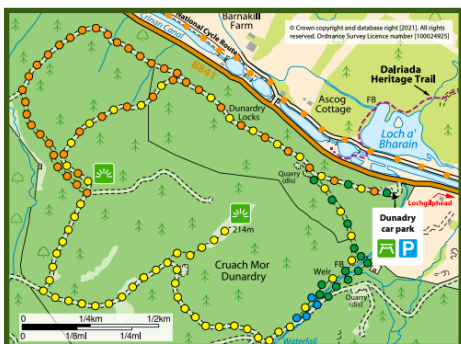 Crinan Canal
National Cycle Route
Barnakill
Farm
© Crown copyright and database right [2021]. All rights
reserved. Ordnance Survey Licence number [100024925]
B841
Dalriada
Heritage Trail
FB
Ascog
Cottage
Dunardry
Locks
Loch a'
Bharain
Quarry
(dis)
Lochgilphead
Dunadry
car park
P
214m
Cruach Mor
Dunardry
FB
Weir
Quarry
(dis)
Waterfall
0 1/4km 1/2km
0 1/8ml 1/4ml